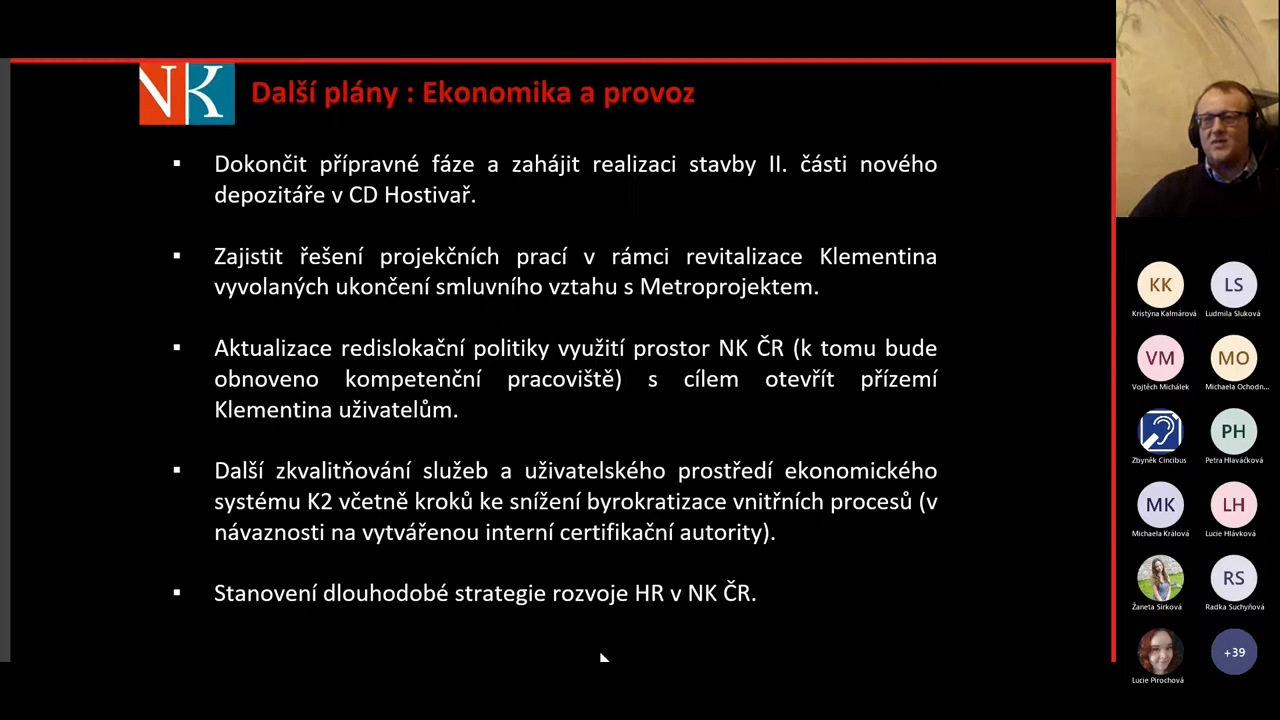 NK
Další plány : Ekonomika a provoz
▪ Dokončit přípravné fáze a zahájit realizaci stavby II. části nového
depozitáře v CD Hostivař.
▪ Zajistit řešení projekčních prací v rámci revitalizace Klementina
vyvolaných ukončení smluvního vztahu s Metroprojektem.
▪ Aktualizace redislokační politiky využití prostor NK ČR (k tomu bude
obnoveno kompetenční pracoviště) s cílem otevřít přízemí
Klementina uživatelům.
▪ Další zkvalitňování služeb a uživatelského prostředí ekonomického
systému K2 včetně kroků ke snížení byrokratizace vnitřních procesů (v
návaznosti na vytvářenou interní certifikační autority).
▪ Stanovení dlouhodobé strategie rozvoje HR v NK ČR.
KK LS
Kristýna Kalmárová Ludmila Sluková
VM MO
Vojtěch Michálek Michaela Ochodn...
PH
Zbyněk Cincibus Petra Hlaváčková
MK LH
Michaela Králová Lucie Hlávková
RS
Žaneta Sirková Radka Suchyňová
+39
Lucie Pirochová